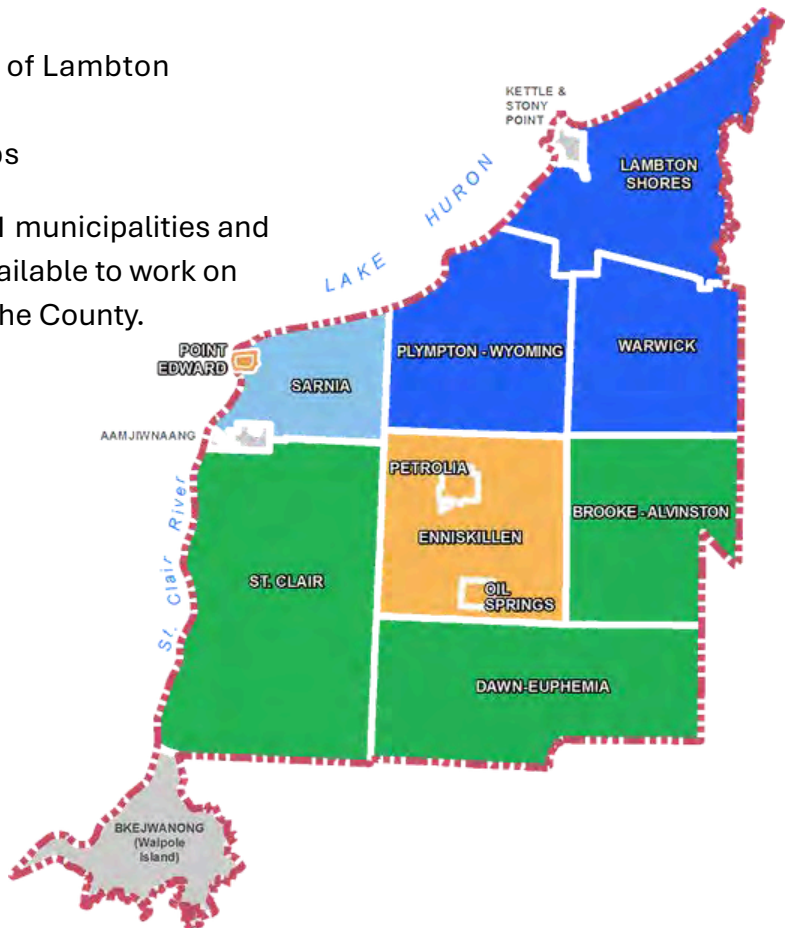 of Lambton
KETTLE &
STONY
POINT
LAMBTON
SHORES
municipalities and
ailable to work on
he County.
LAKE HURON
POINT
EDWARD
SARNIA
PLYMPTON - WYOMING
WARWICK
AAMJIWNAANG
PETROLIA
BROOKE - ALVINSTON
ENNISKILLEN
St. Clair River
ST. CLAIR
OIL
SPRINGS
DAWN-EUPHEMIA
BKEJWANONG
(Walpole
Island)